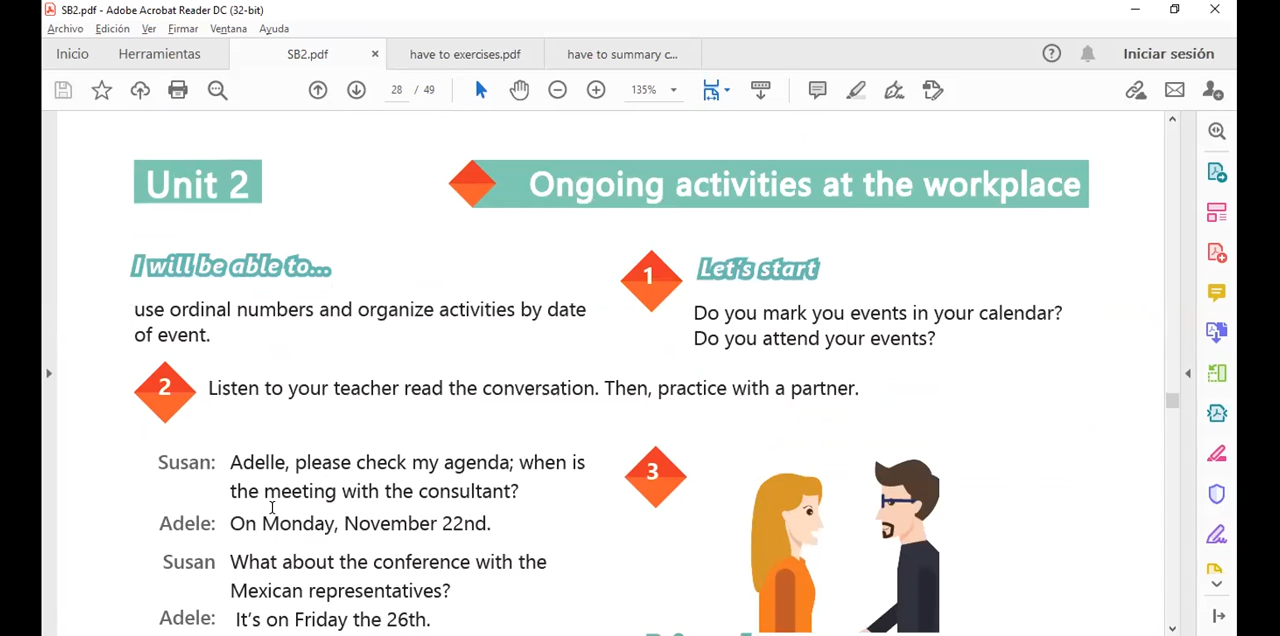 SB2.pdf - Adobe Acrobat Reader DC (32-bit)
Archivo Edición Ver Firmar Ventana Ayuda
Inicio Herramientas SB2.pdf × have to exercises.pdf have to summary c... Iniciar sesión
28 / 49 135%
Unit 2
Ongoing activities at the workplace
I will be able to...
use ordinal numbers and organize activities by date
of event.
1 Let's start
Do you mark you events in your calendar?
Do you attend your events?
2 Listen to your teacher read the conversation. Then, practice with a partner.
Susan: Adelle, please check my agenda; when is
the meeting with the consultant?
Adele: On Monday, November 22nd.
Susan What about the conference with the
Mexican representatives?
Adele: It's on Friday the 26th.
3